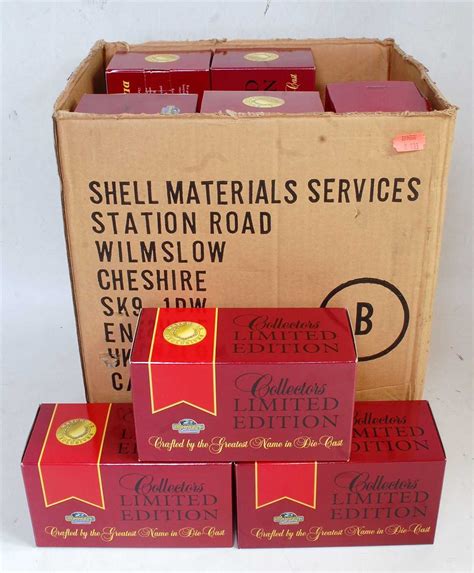 SHELL MATERIALS SERVICES
STATION ROAD
WILMSLOW
CHESHIRE
SK9
EN
B
Collectors
LIMITED
EDITION
Crafted by the Greatest Name in Die Cast
Collectors
LIMITED
EDITION
Crafted by the Greatest Name in Die Cast
Collectors
LIMITED
EDITION
Crafted by the Greatest Name in Die Cast